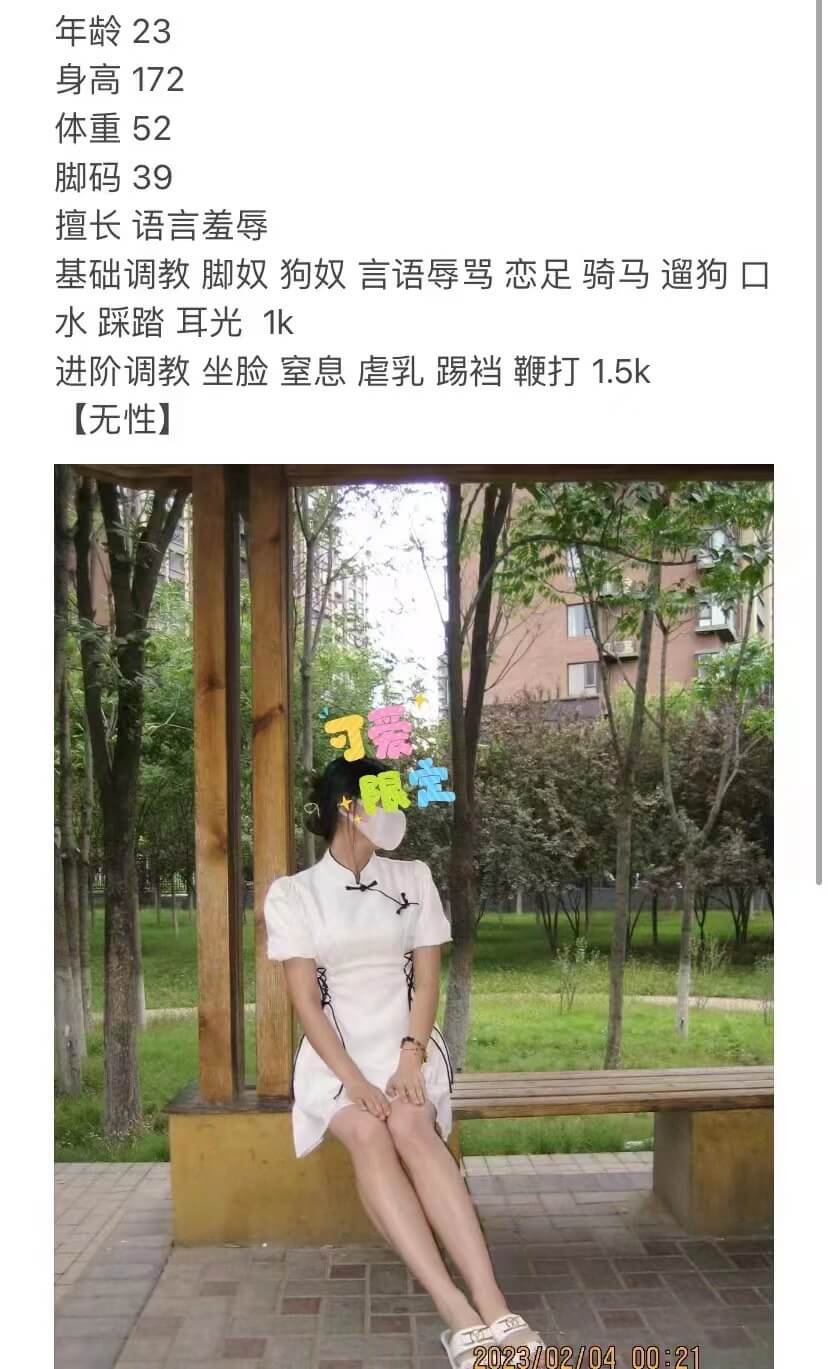 年龄 23
身高 172
体重 52
脚码 39
擅长 语言羞辱
基础调教 脚奴 狗奴 言语辱骂 恋足 骑马 遛狗 口
水 踩踏 耳光 1k
进阶调教 坐脸 窒息 虐乳 踢裆 鞭打 1.5k
【无性】
可爱
限定
2023/02/04 00:21